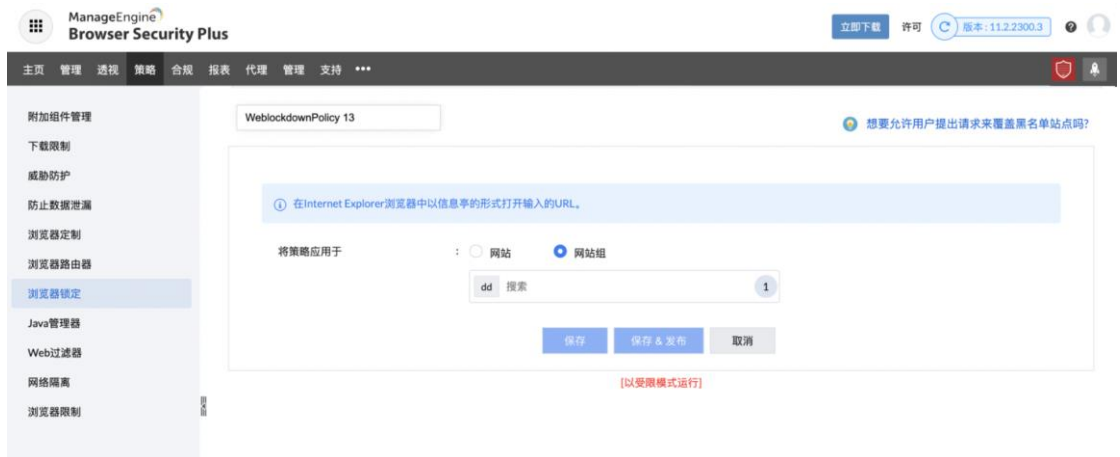 ManageEngine
Browser Security Plus
立即下载 许可 版本 : 11.2.2300.3
主页 管理 透视 策略 合规 报表 代理 管理 支持 •••
附加组件管理
下载限制
威胁防护
防止数据泄漏
浏览器定制
浏览器路由器
浏览器锁定
Java管理器
Web过滤器
网络隔离
浏览器限制
WeblockdownPolicy 13
想要允许用户提出请求来覆盖黑名单站点吗?
在Internet Explorer浏览器中以信息亭的形式打开输入的URL。
将策略应用于 : 网站 网站组
dd 搜索 1
保存 保存 & 发布 取消
[以受限模式运行]